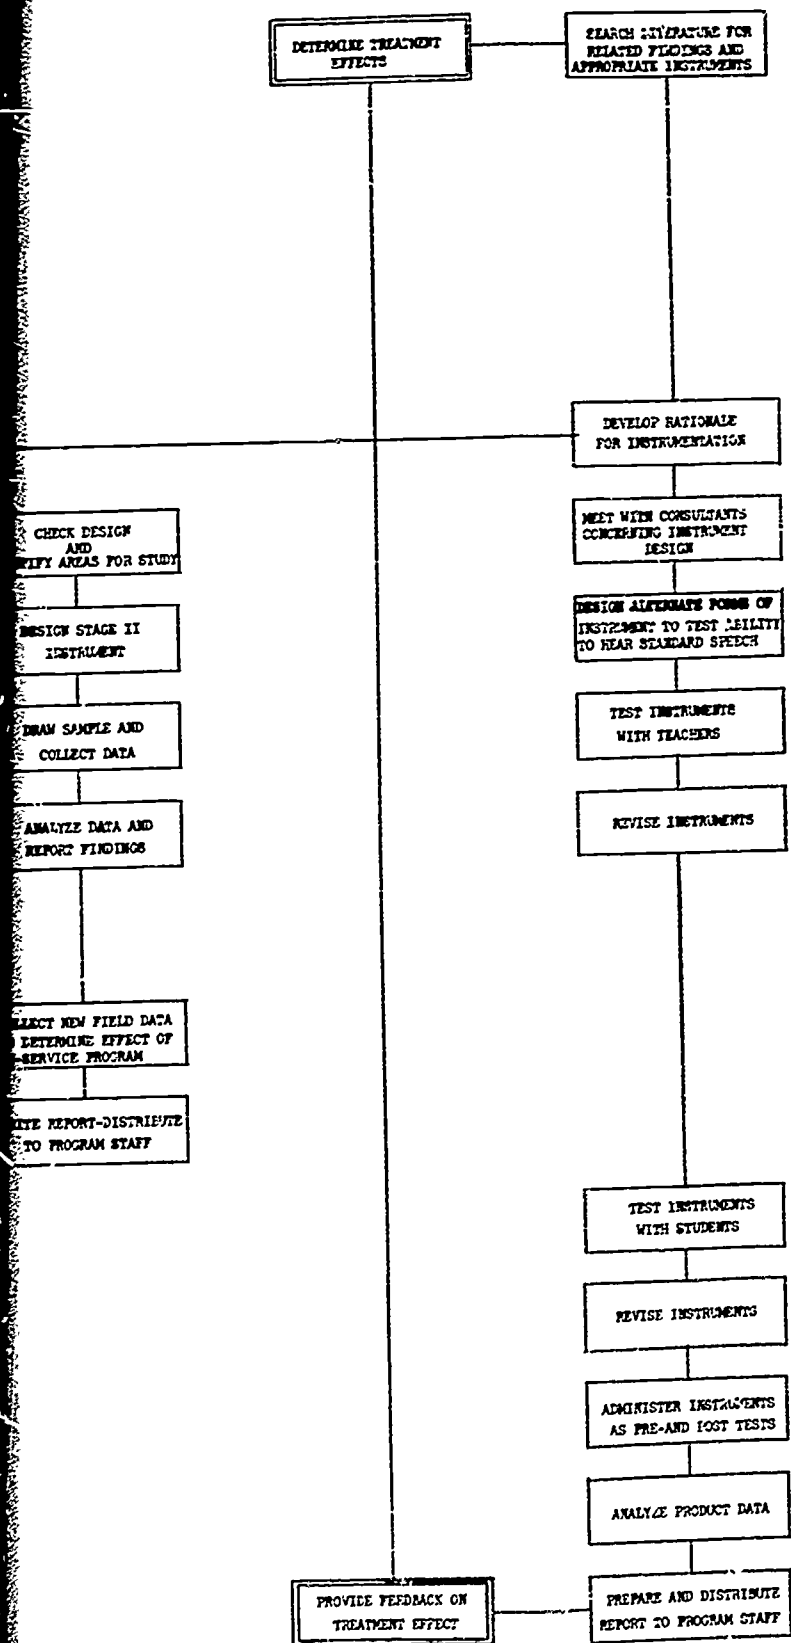 DETERMINE TREATMENT
EFFECTS
SEARCH LITERATURE FOR
RELATED FINDINGS AND
APPROPRIATE INSTRUMENTS
DEVELOP RATIONALE
FOR INSTRUMENTATION
MEET WITH CONSULTANTS
CONCERNING INSTRUMENT
DESIGN
DESIGN ALTERNATE FORMS OF
INSTRUMENT TO TEST ABILITY
TO HEAR STANDARD SPEECH
TEST INSTRUMENTS
WITH TEACHERS
REVISE INSTRUMENTS
CHECK DESIGN
AND
AREAS FOR STUDY
DESIGN STAGE II
INSTRUMENT
DRAW SAMPLE AND
COLLECT DATA
ANALYZE DATA AND
REPORT FINDINGS
NEW FIELD DATA
DETERMINE EFFECT OF
-SERVICE PROGRAM
REPORT-DISTRIBUTE
TO PROGRAM STAFF
TEST INSTRUMENTS
WITH STUDENTS
REVISE INSTRUMENTS
ADMINISTER INSTRUMENTS
AS PRE-AND POST TESTS
ANALYZE PRODUCT DATA
PREPARE AND DISTRIBUTE
REPORT TO PROGRAM STAFF
PROVIDE FEEDBACK ON
TREATMENT EFFECT